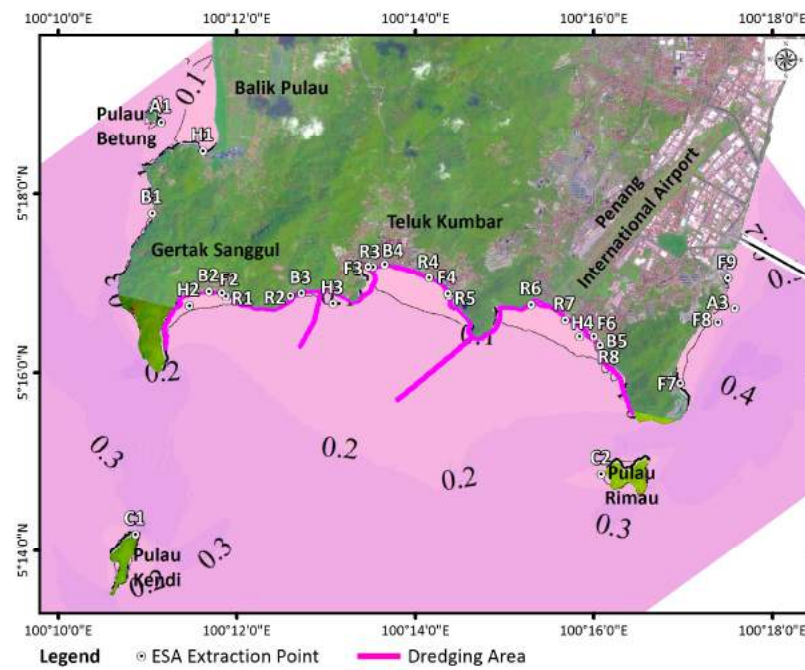 100°10'0"E 100°12'0"E 100°14'0"E 100°16'0"E 100°18'0"E
0.1
Balik Pulau
A1
Pulau
Betung
H1
5°18'0"N
B1
Penang
International Airport
Teluk Kumbar
Gertak Sanggul
R3 B4
F3
R4
F4
F9
B2 F2
H2
R1
R2
B3
H3
R5
R6
R7
H4 F6
B5
R8
A3
F8
F7
5°16'0"N
0.2
0.4
0.3
0.2
0.2
C2
Pulau
Rimau
0.3
C1
Pulau
Kendi
0.3
0.2
5°14'0"N
100°10'0"E 100°12'0"E 100°14'0"E 100°16'0"E 100°18'0"E
Legend ESA Extraction Point Dredging Area